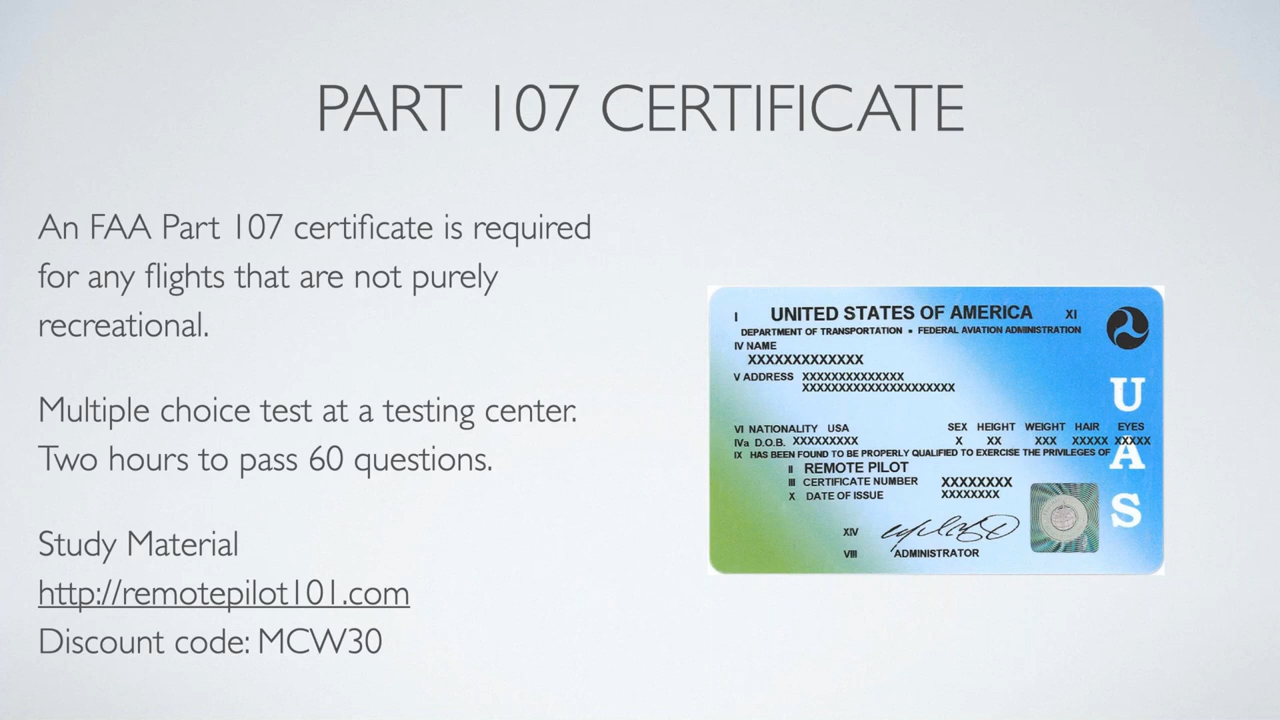 PART 107 CERTIFICATE
An FAA Part 107 certificate is required
for any flights that are not purely
recreational.
Multiple choice test at a testing center.
Two hours to pass 60 questions.
Study Material
http://remotepilot101.com
Discount code: MCW30
I UNITED STATES OF AMERICA XI
DEPARTMENT OF TRANSPORTATION ▪ FEDERAL AVIATION ADMINISTRATION
IV NAME
XXXXXXXXXXXXX
V ADDRESS XXXXXXXXXXXXXX
XXXXXXXXXXXXXXXXXXXXX
VI NATIONALITY USA SEX HEIGHT WEIGHT HAIR EYES
IVa D.O.B. XXXXXXXXX X XX XXX XXXXX XXXXX
IX HAS BEEN FOUND TO BE PROPERLY QUALIFIED TO EXERCISE THE PRIVILEGES OF
II REMOTE PILOT
III CERTIFICATE NUMBER XXXXXXXX
X DATE OF ISSUE XXXXXXXX
XIV
VIII ADMINISTRATOR
U
A
S